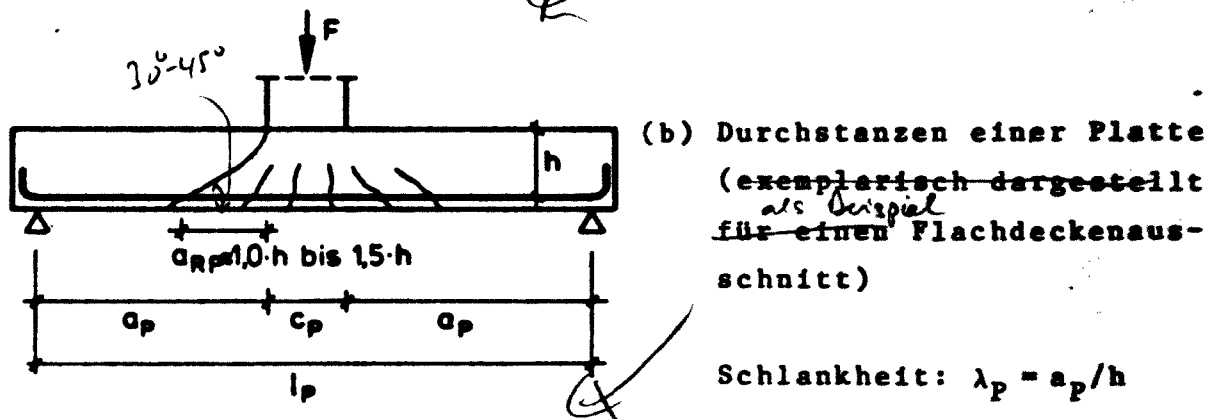 F
30°-45°
h
(b) Durchstanzen einer Platte
(exemplarisch dargestellt
als Beispiel
für einen Flachdeckenaus-
schnitt)
a_Rp≈1,0·h bis 1,5·h
a_p c_p a_p
l_p
Schlankheit: λ_p = a_p/h